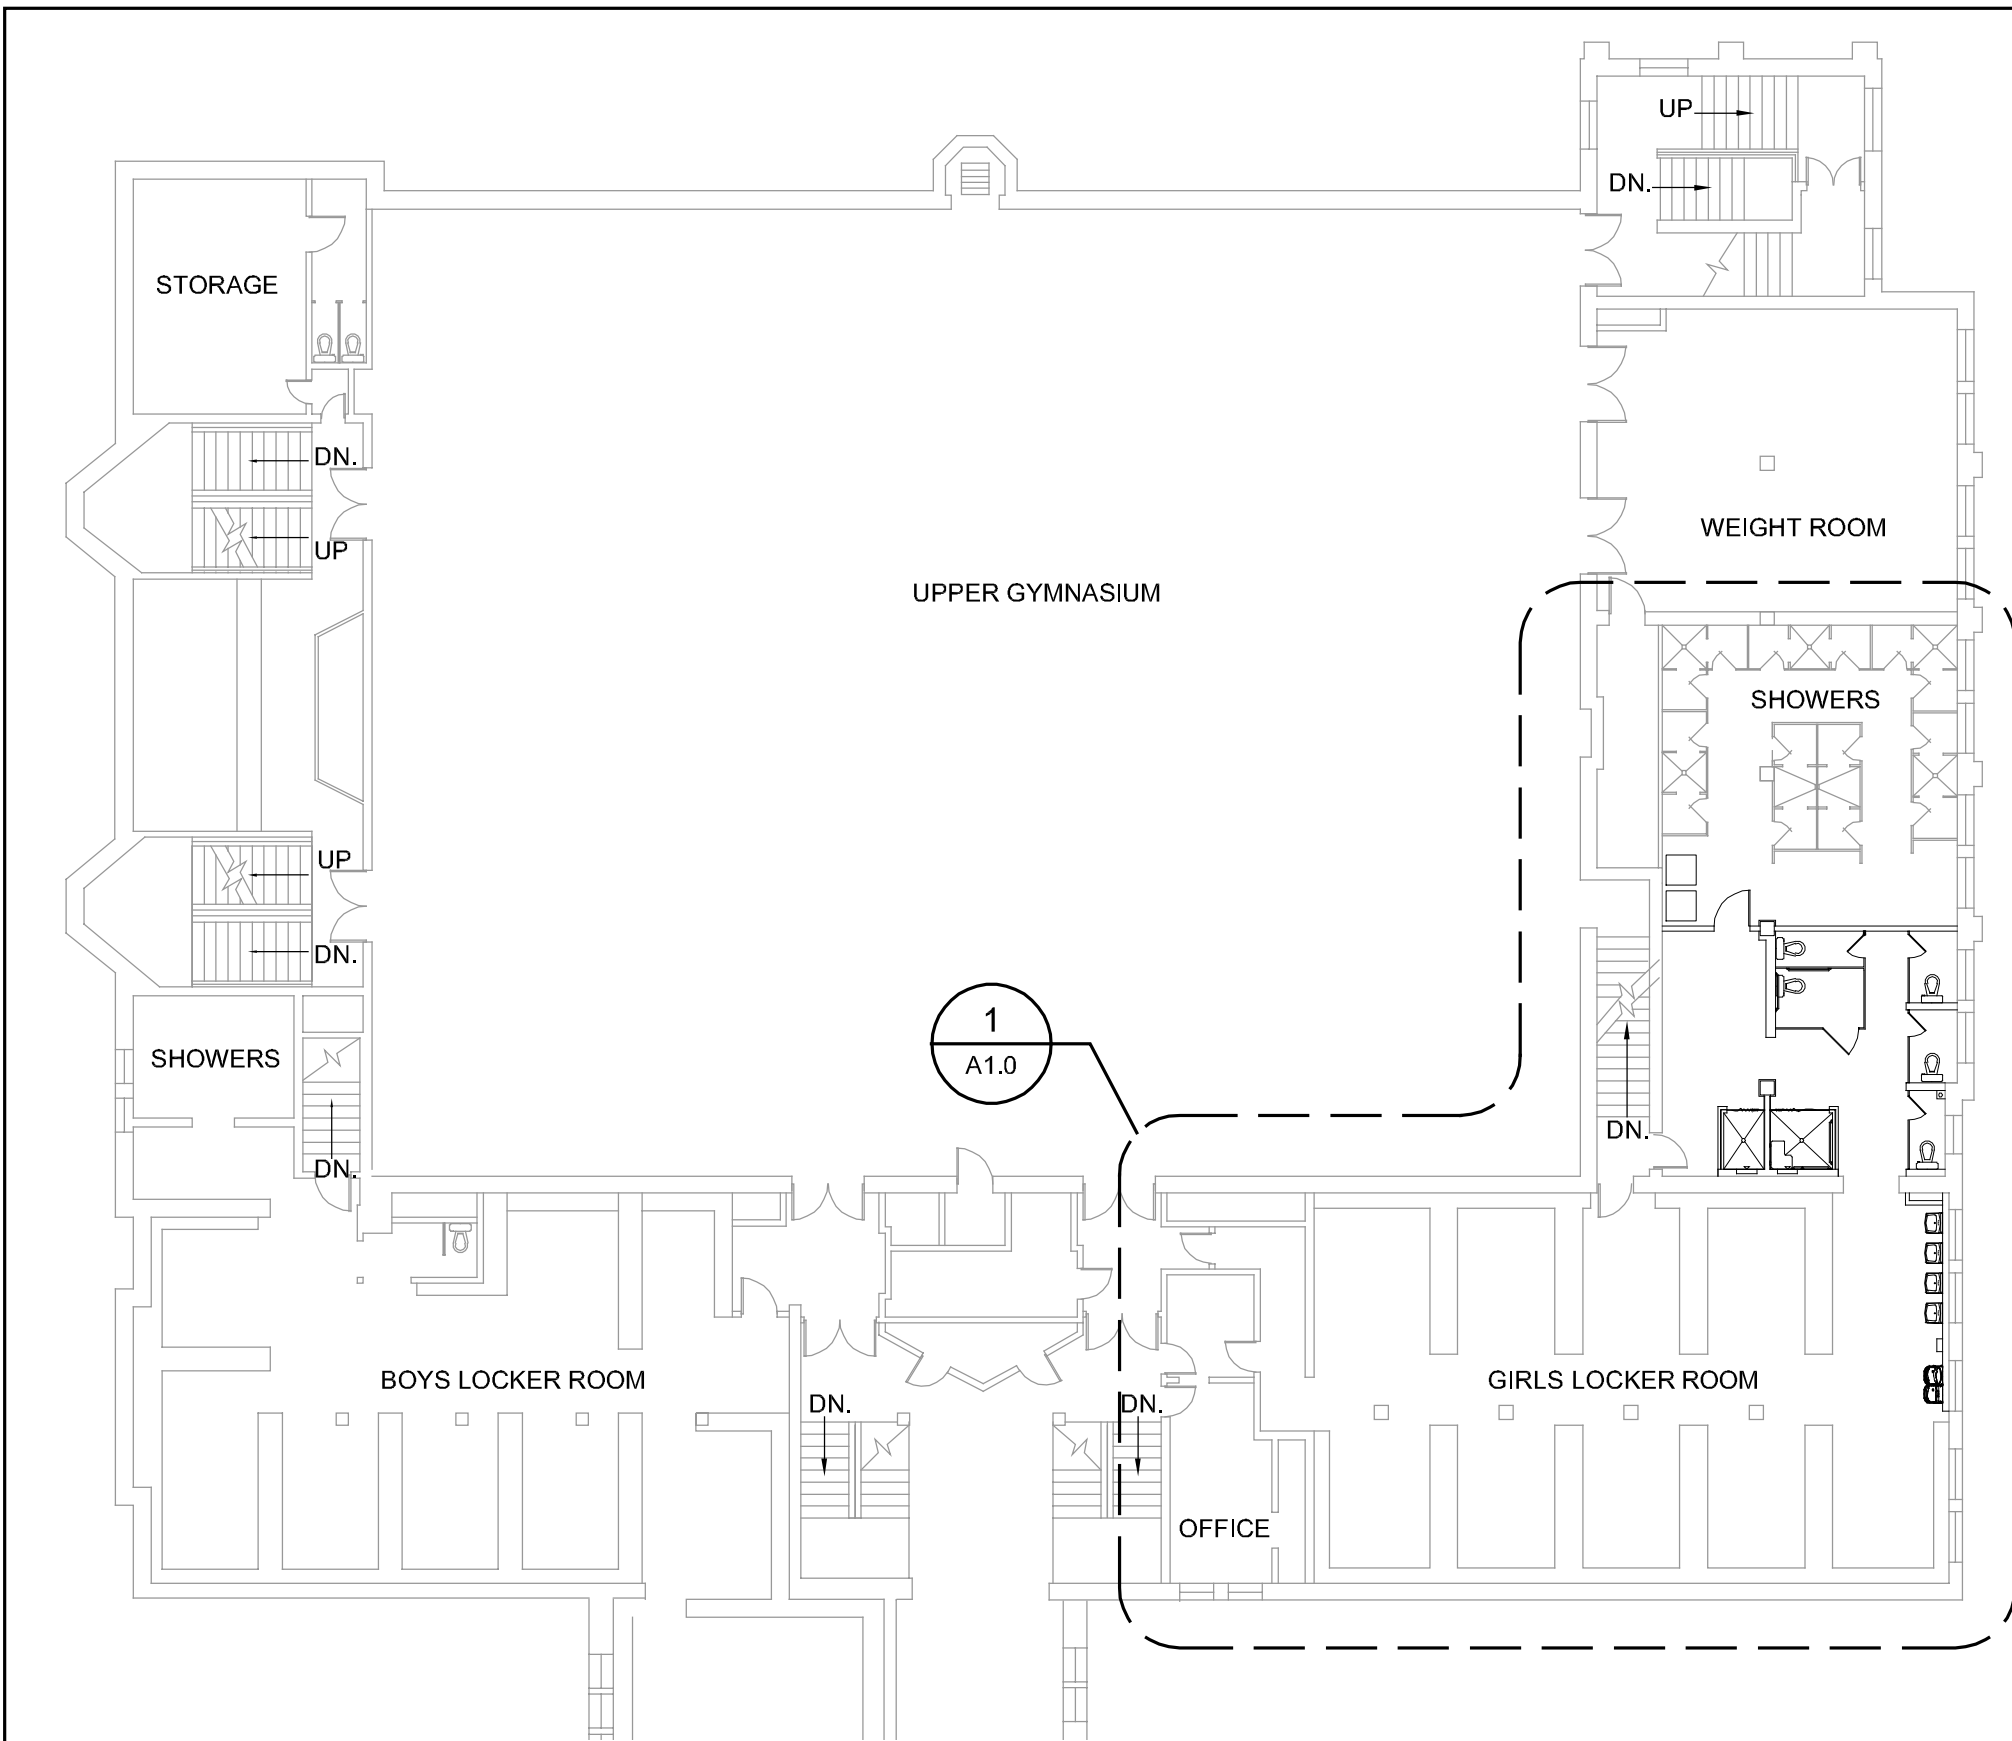 UP
DN.
STORAGE
DN.
UP
WEIGHT ROOM
UPPER GYMNASIUM
SHOWERS
UP
DN.
1
A1.0
SHOWERS
DN.
DN.
BOYS LOCKER ROOM
GIRLS LOCKER ROOM
DN.
DN.
OFFICE